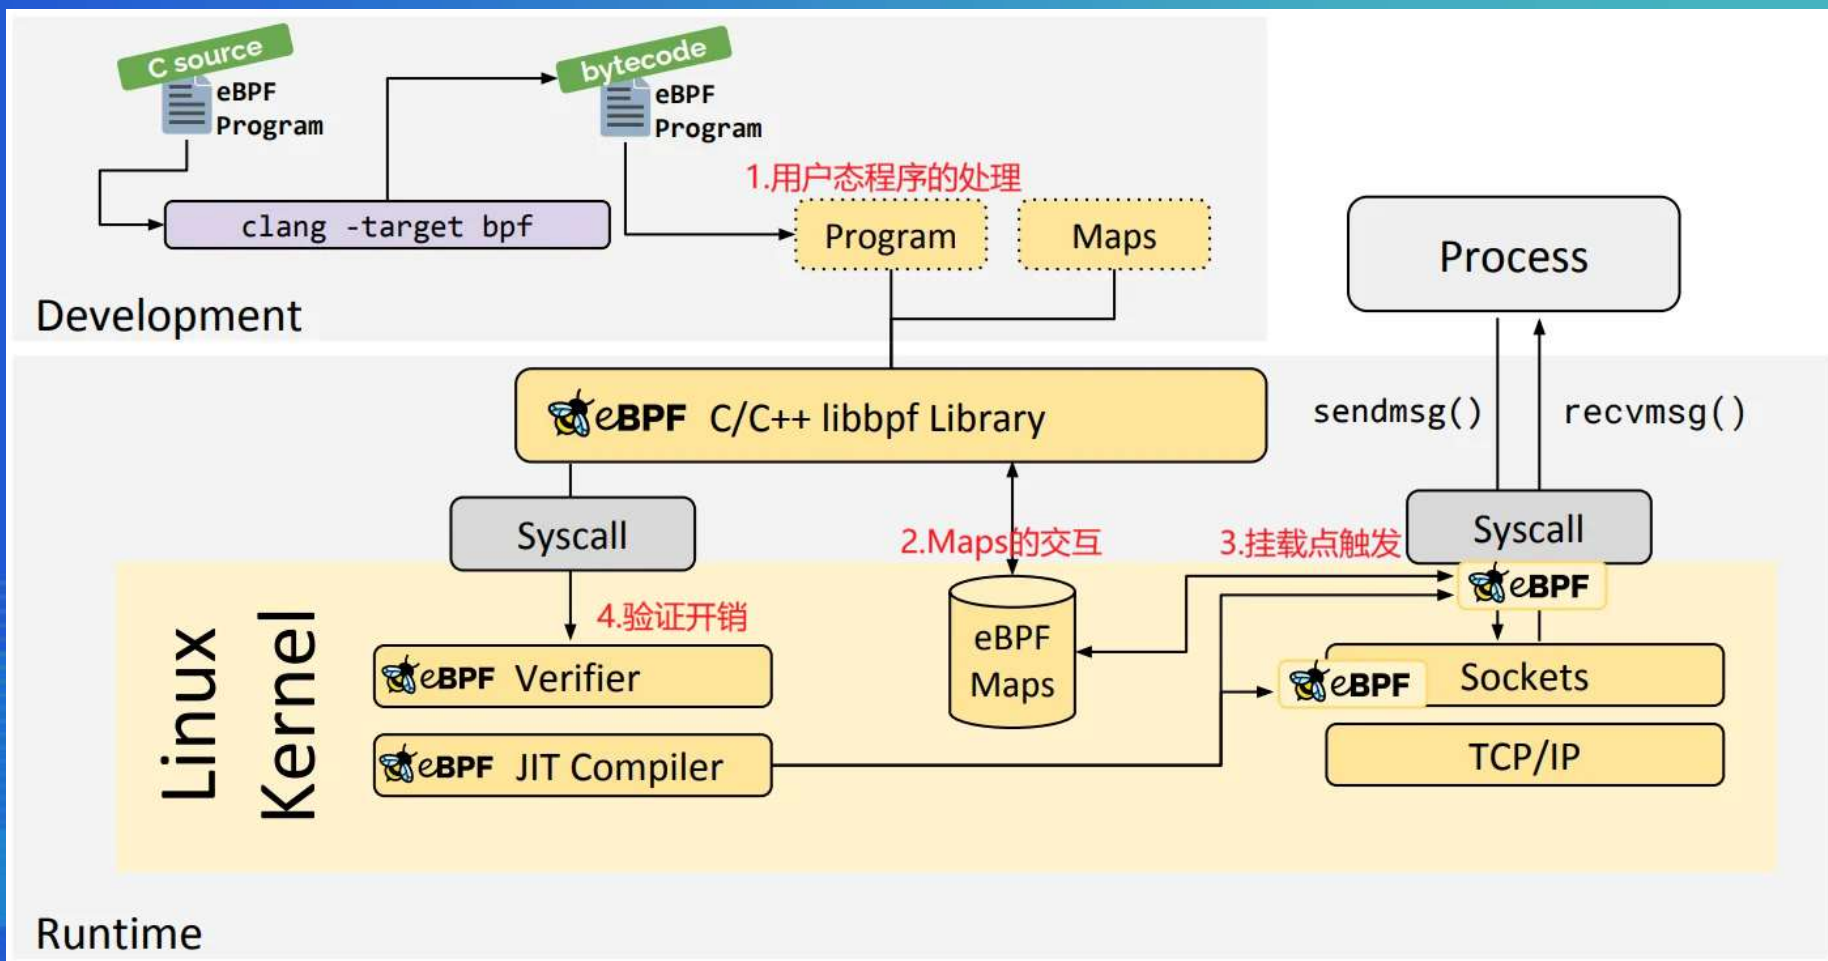 C source
eBPF
Program
bytecode
eBPF
Program
1.用户态程序的处理
clang -target bpf
Program
Maps
Process
Development
eBPF C/C++ libbpf Library
sendmsg()
recvmsg()
Syscall
2.Maps的交互
3.挂载点触发
Syscall
eBPF
4.验证开销
Linux
Kernel
eBPF Verifier
eBPF
Maps
eBPF
Sockets
eBPF JIT Compiler
TCP/IP
Runtime